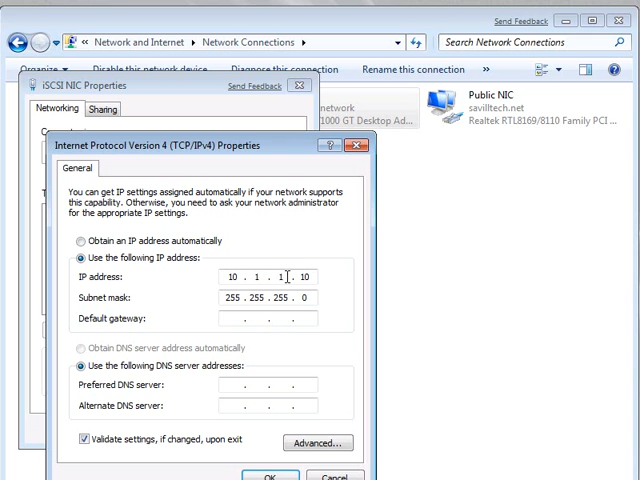 Send Feedback
« Network and Internet ▸ Network Connections ▸
Search Network Connections
Organize Disable this network device Diagnose this connection Rename this connection »
iSCSI NIC Properties Send Feedback
Networking Sharing
network
1000 GT Desktop Ad...
Public NIC
savilltech.net
Realtek RTL8169/8110 Family PCI ...
Internet Protocol Version 4 (TCP/IPv4) Properties
General
You can get IP settings assigned automatically if your network supports
this capability. Otherwise, you need to ask your network administrator
for the appropriate IP settings.
Obtain an IP address automatically
Use the following IP address:
IP address: 10 . 1 . 1 . 10
Subnet mask: 255 . 255 . 255 . 0
Default gateway: . . .
Obtain DNS server address automatically
Use the following DNS server addresses:
Preferred DNS server: . . .
Alternate DNS server: . . .
Validate settings, if changed, upon exit
Advanced...
OK Cancel